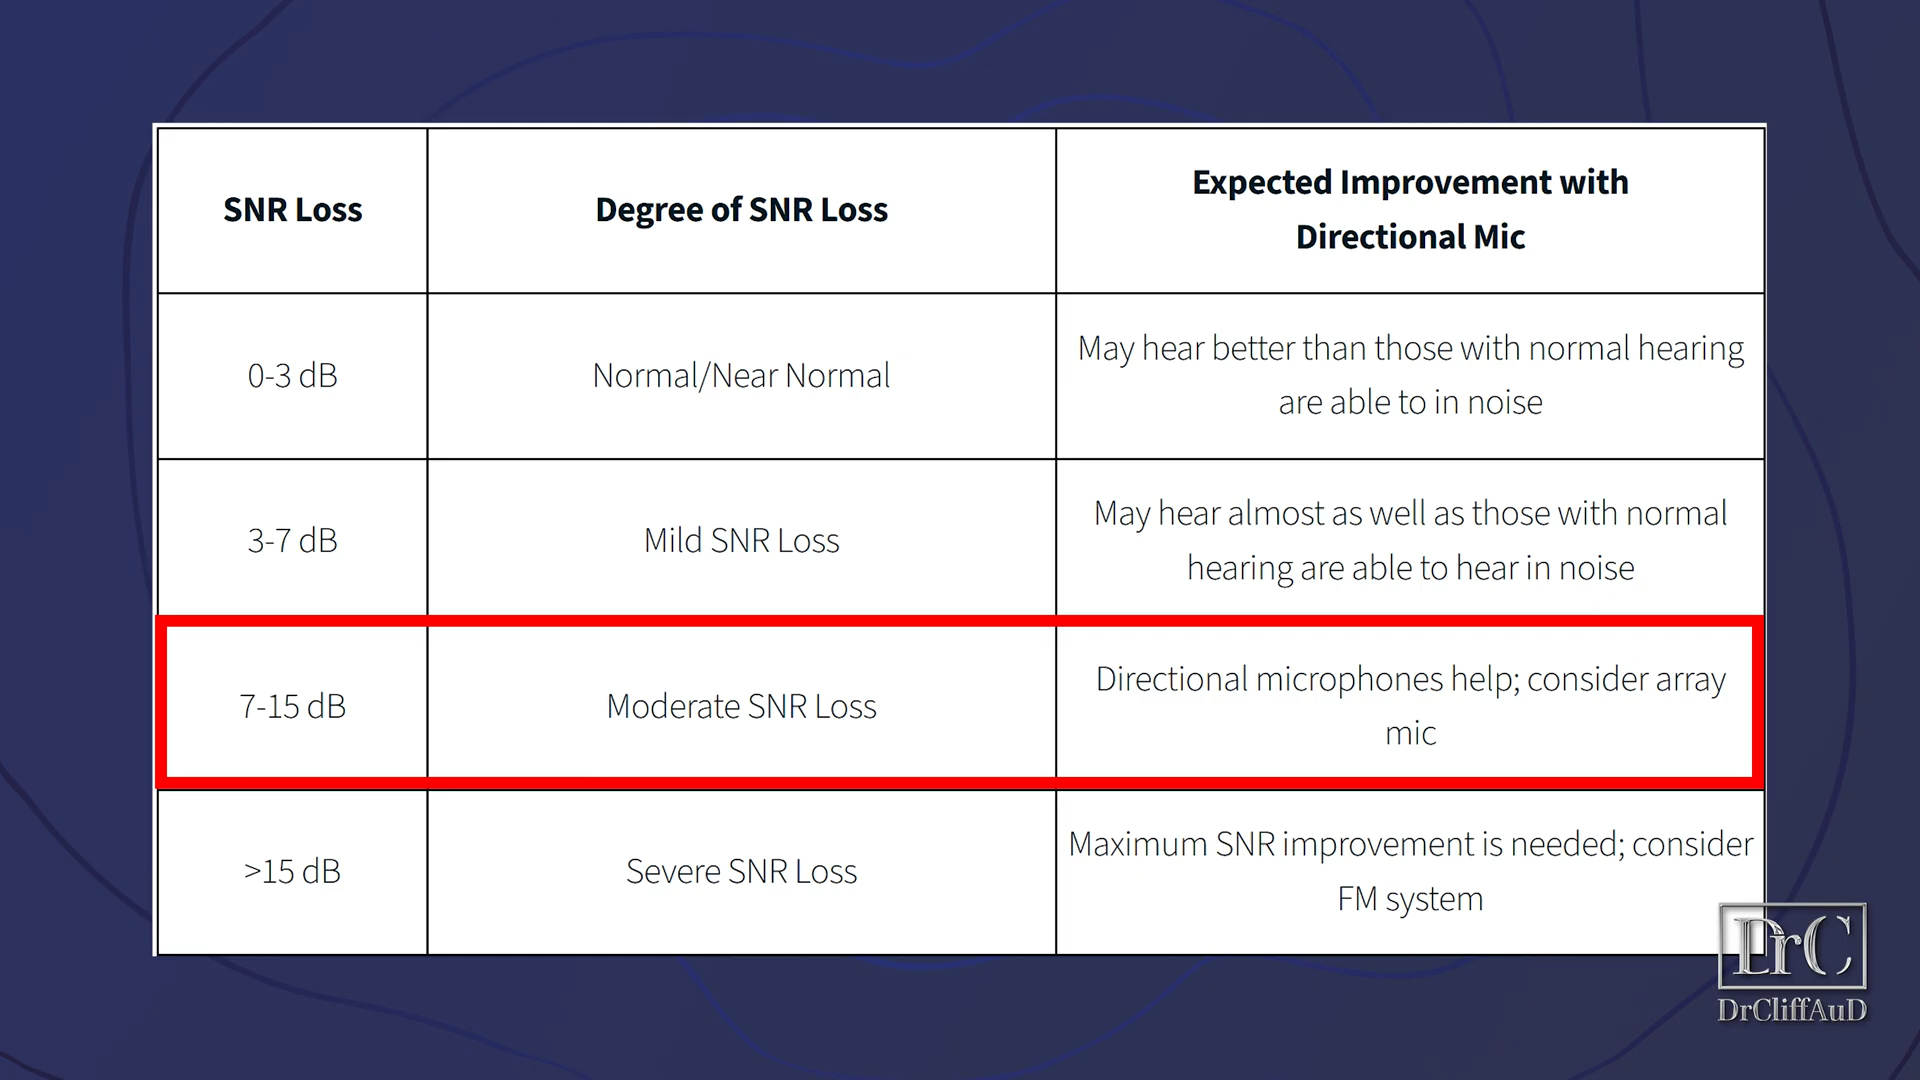 SNR Loss
Degree of SNR Loss
Expected Improvement with
Directional Mic
0-3 dB
Normal/Near Normal
May hear better than those with normal hearing
are able to in noise
3-7 dB
Mild SNR Loss
May hear almost as well as those with normal
hearing are able to hear in noise
7-15 dB
Moderate SNR Loss
Directional microphones help; consider array
mic
>15 dB
Severe SNR Loss
Maximum SNR improvement is needed; consider
FM system
DrC
DrCliffAuD